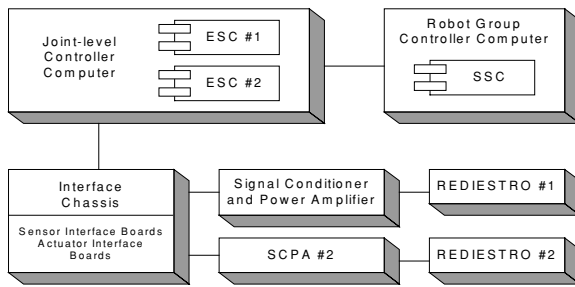 Joint-level
Controller
Computer
ESC #1
ESC #2
Robot Group
Controller Computer
SSC
Interface
Chassis
Sensor Interface Boards
Actuator Interface
Boards
Signal Conditioner
and Power Amplifier
REDIESTRO #1
SCPA #2
REDIESTRO #2